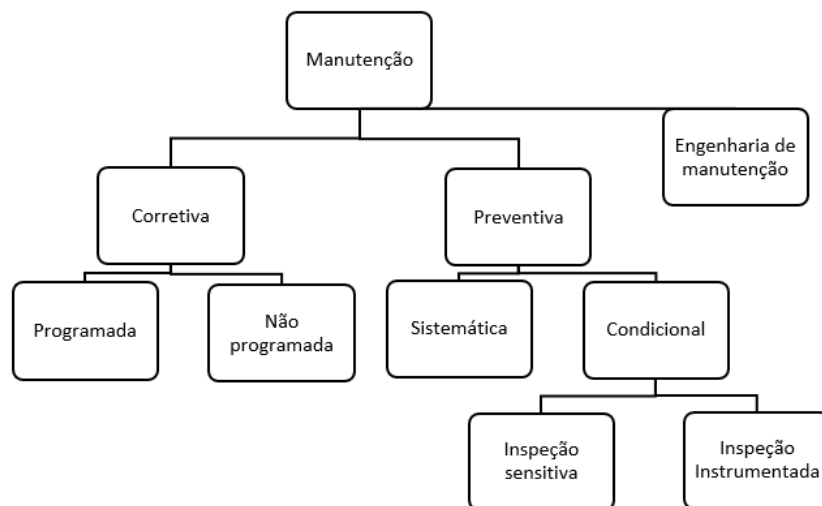 Manutenção
Engenharia de
manutenção
Corretiva
Preventiva
Programada
Não
programada
Sistemática
Condicional
Inspeção
sensitiva
Inspeção
Instrumentada